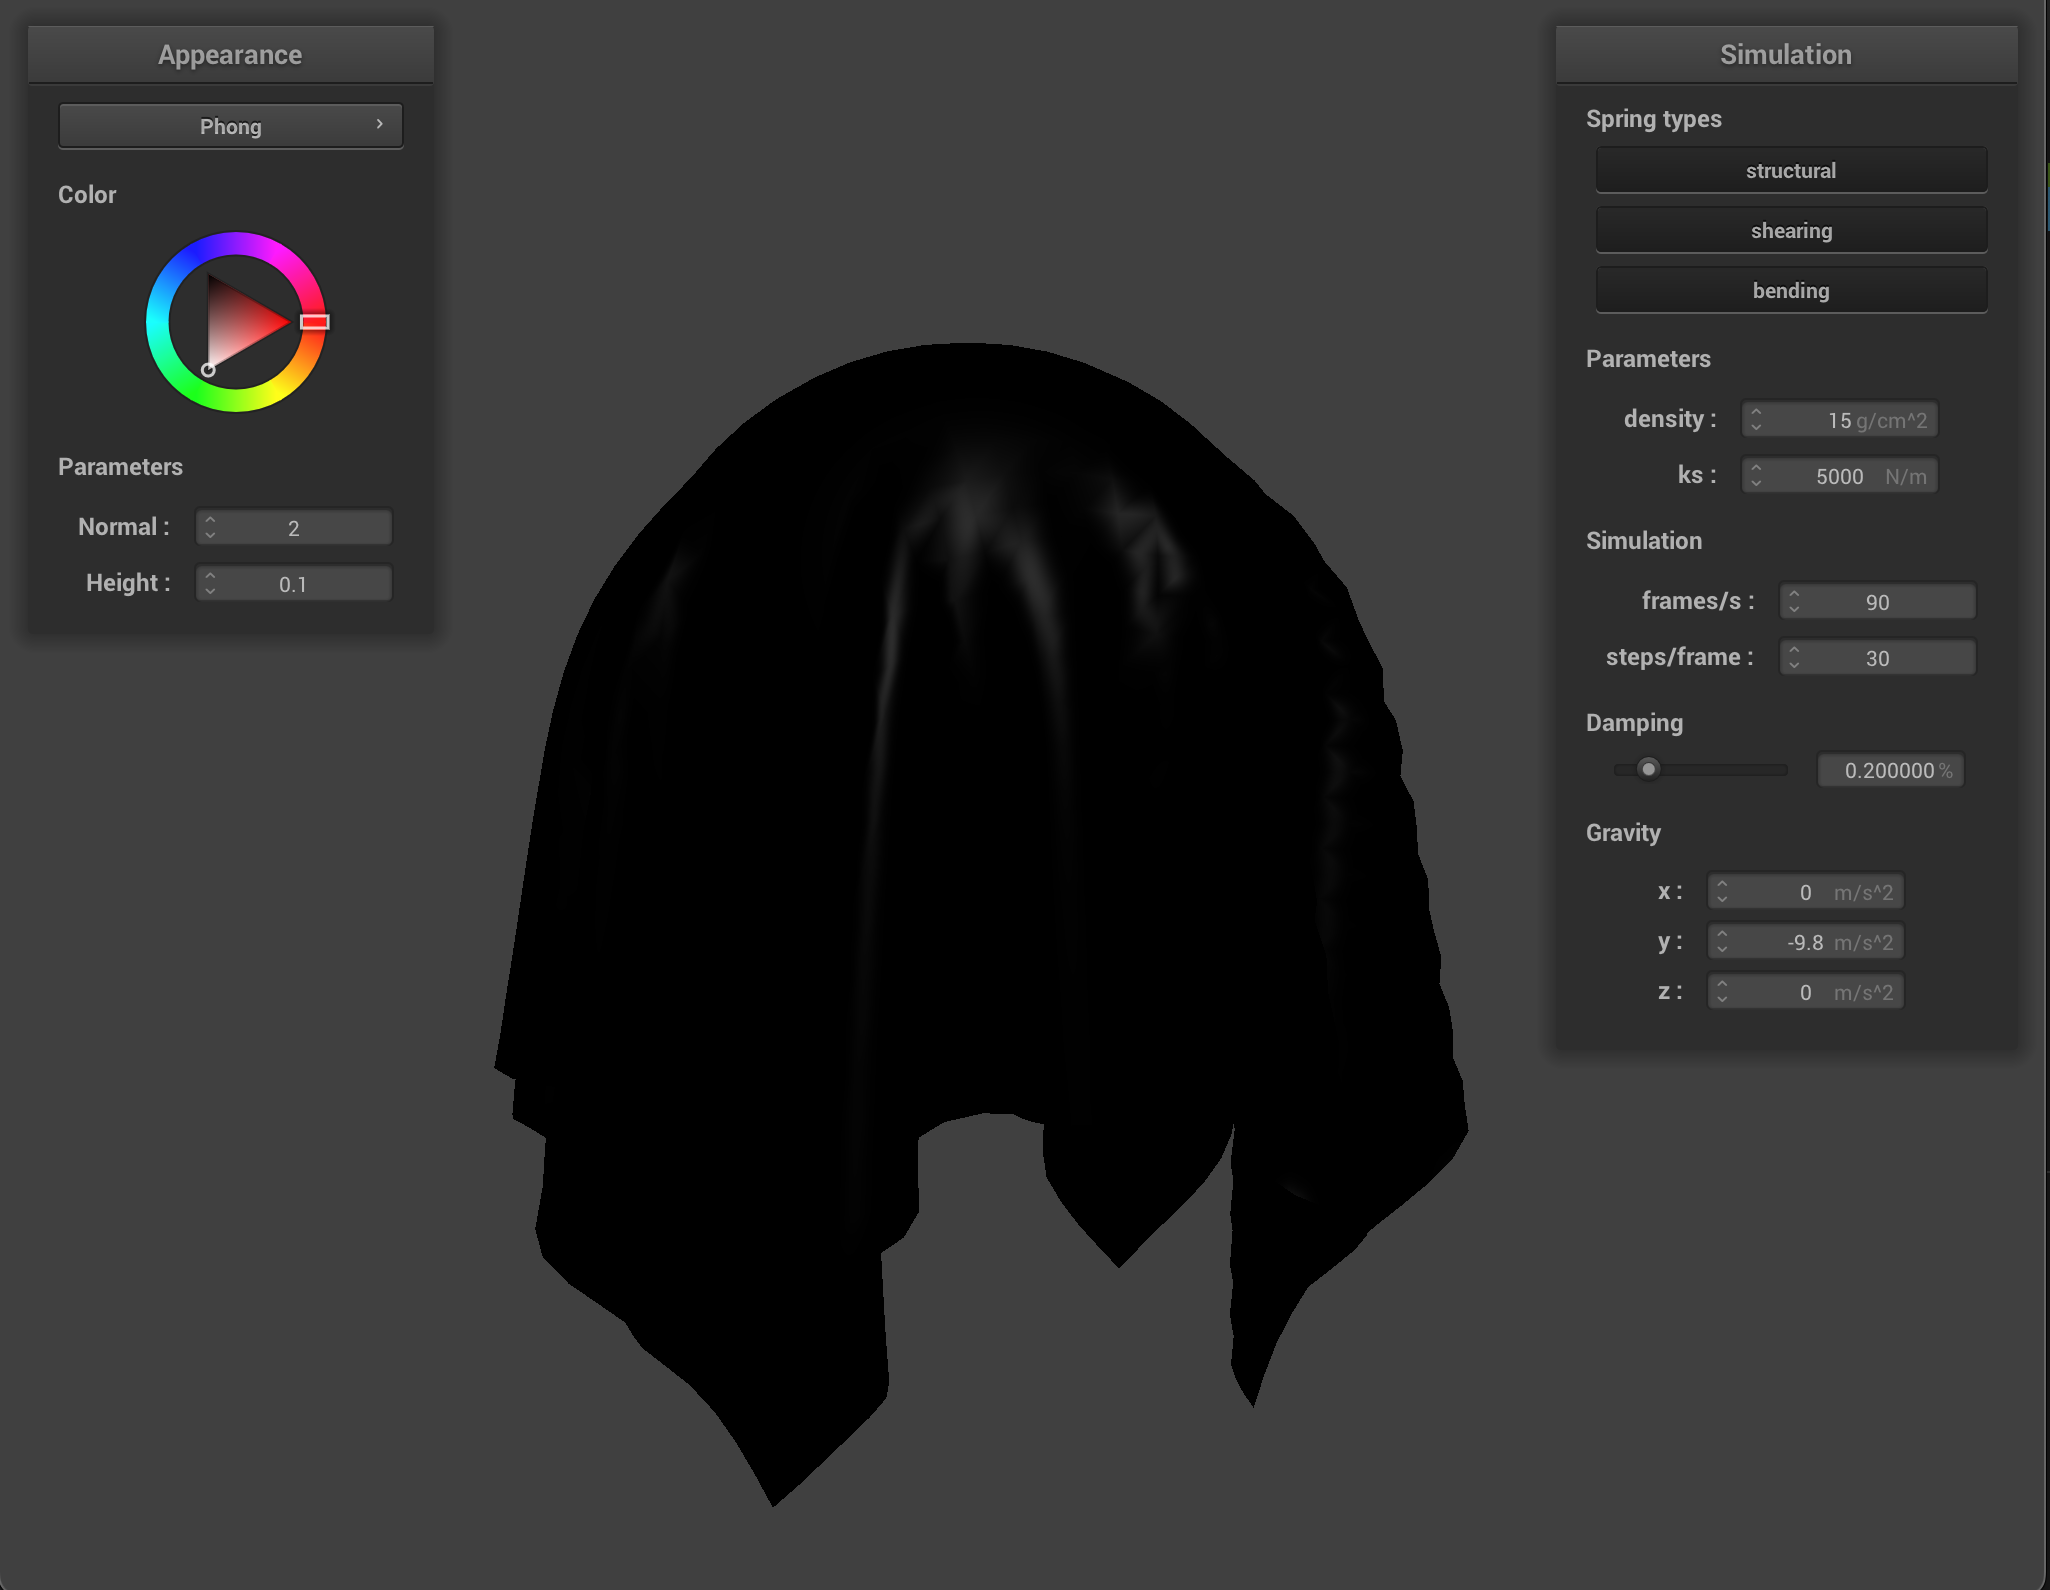 Appearance
Phong
Color
Parameters
Normal : 2
Height : 0.1
Simulation
Spring types
structural
shearing
bending
Parameters
density : 15 g/cm^2
ks : 5000 N/m
Simulation
frames/s : 90
steps/frame : 30
Damping
0.200000 %
Gravity
x : 0 m/s^2
y : -9.8 m/s^2
z : 0 m/s^2